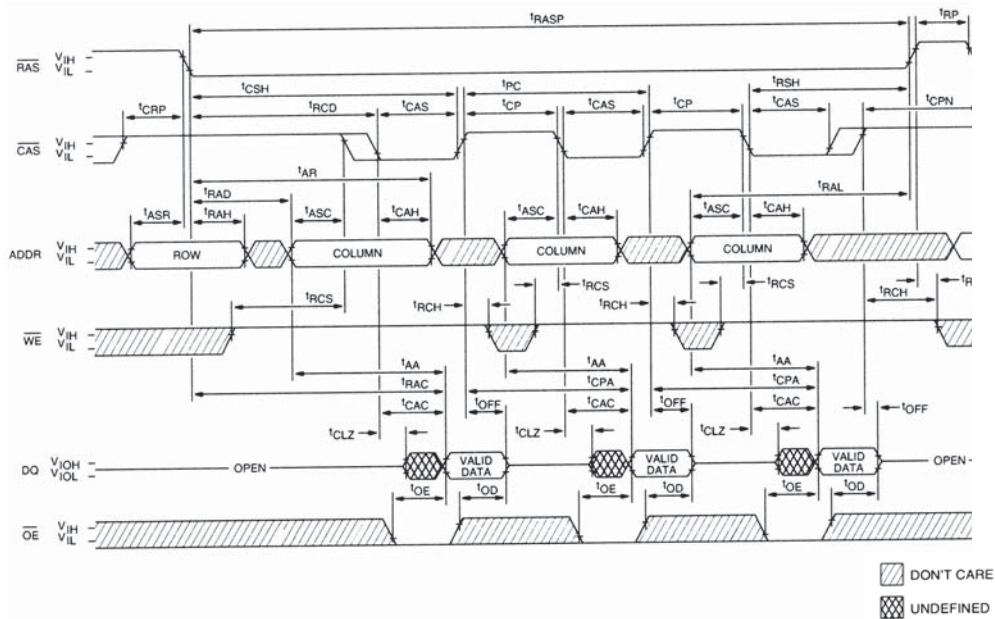 tRASP
tRP
RAS VIH
VIL
tCSH
tPC
tRSH
tCRP
tRCD
tCAS
tCP
tCAS
tCP
tCAS
tCPN
CAS VIH
VIL
tAR
tRAD
tRAL
tASR
tRAH
tASC
tCAH
tASC
tCAH
tASC
tCAH
ADDR VIH
VIL
ROW
COLUMN
COLUMN
COLUMN
tRCS
tRCH
tRCS
tRCH
tRCS
tRCH
tR
WE VIH
VIL
tAA
tAA
tAA
tRAC
tCPA
tCPA
tCAC
tOFF
tCAC
tOFF
tCAC
tOFF
tCLZ
tCLZ
tCLZ
DQ VIOH
VIOL
OPEN
VALID
DATA
VALID
DATA
VALID
DATA
OPEN
tOE
tOD
tOE
tOD
tOE
tOD
OE VIH
VIL
DON'T CARE
UNDEFINED